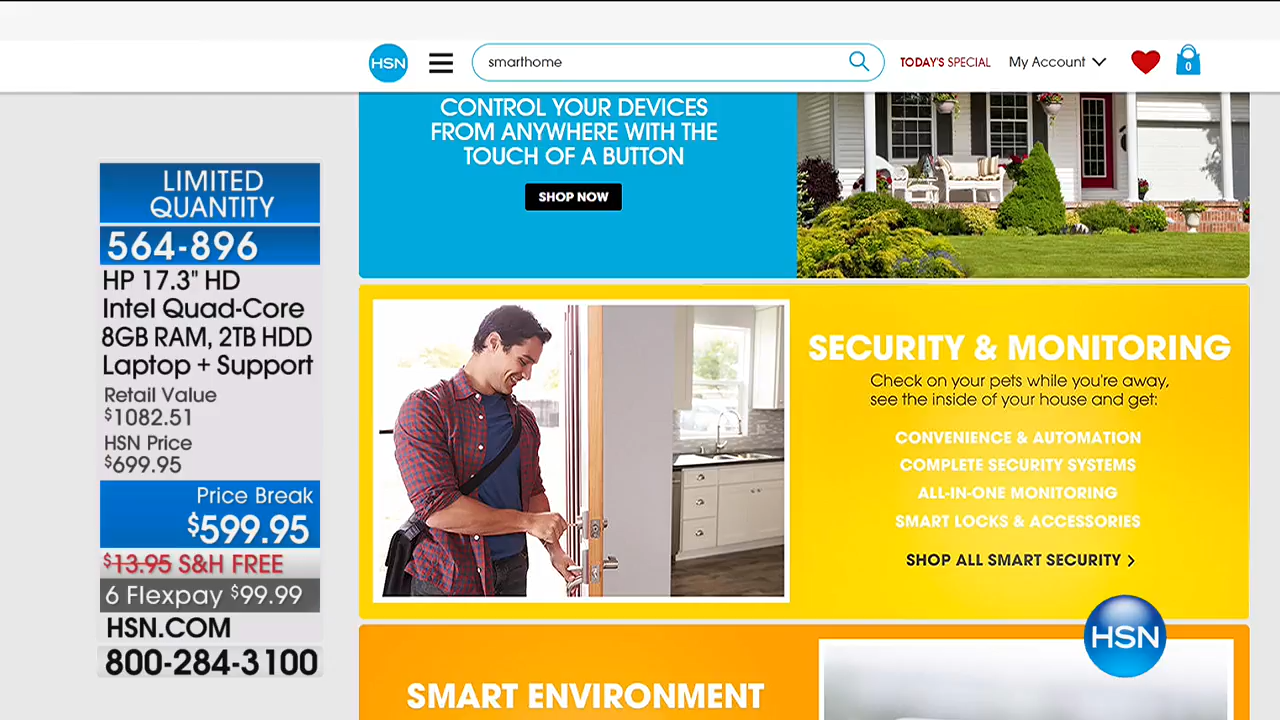 HSN
smarthome
TODAY'S SPECIAL
My Account
0
LIMITED
QUANTITY
564-896
HP 17.3" HD
Intel Quad-Core
8GB RAM, 2TB HDD
Laptop + Support
Retail Value
$1082.51
HSN Price
$699.95
Price Break
$599.95
$13.95 S&H FREE
6 Flexpay $99.99
HSN.COM
800-284-3100
CONTROL YOUR DEVICES
FROM ANYWHERE WITH THE
TOUCH OF A BUTTON
SHOP NOW
SECURITY & MONITORING
Check on your pets while you're away,
see the inside of your house and get:
CONVENIENCE & AUTOMATION
COMPLETE SECURITY SYSTEMS
ALL-IN-ONE MONITORING
SMART LOCKS & ACCESSORIES
SHOP ALL SMART SECURITY >
SMART ENVIRONMENT
HSN